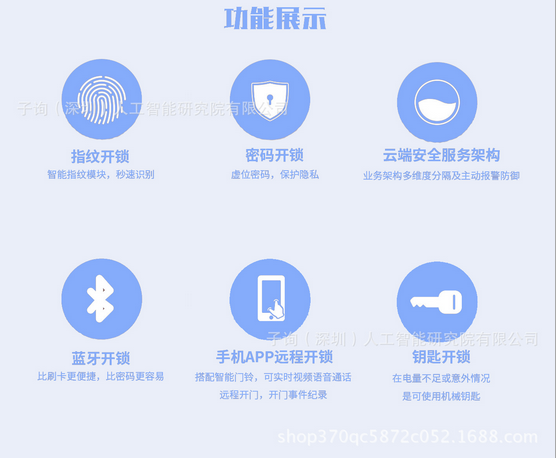 功能展示
子询（深圳）人工智能研究院有限公司
指纹开锁
智能指纹模块，秒速识别
密码开锁
虚位密码，保护隐私
云端安全服务架构
业务架构多维度分隔及主动报警防御
子询（深圳）人工智能研究院有限公司
蓝牙开锁
比刷卡更便捷，比密码更容易
手机APP远程开锁
搭配智能门铃，可实时视频语音通话
远程开门，开门事件纪录
钥匙开锁
在电量不足或意外情况
是可使用机械钥匙
shop370qc5872c052.1688.com